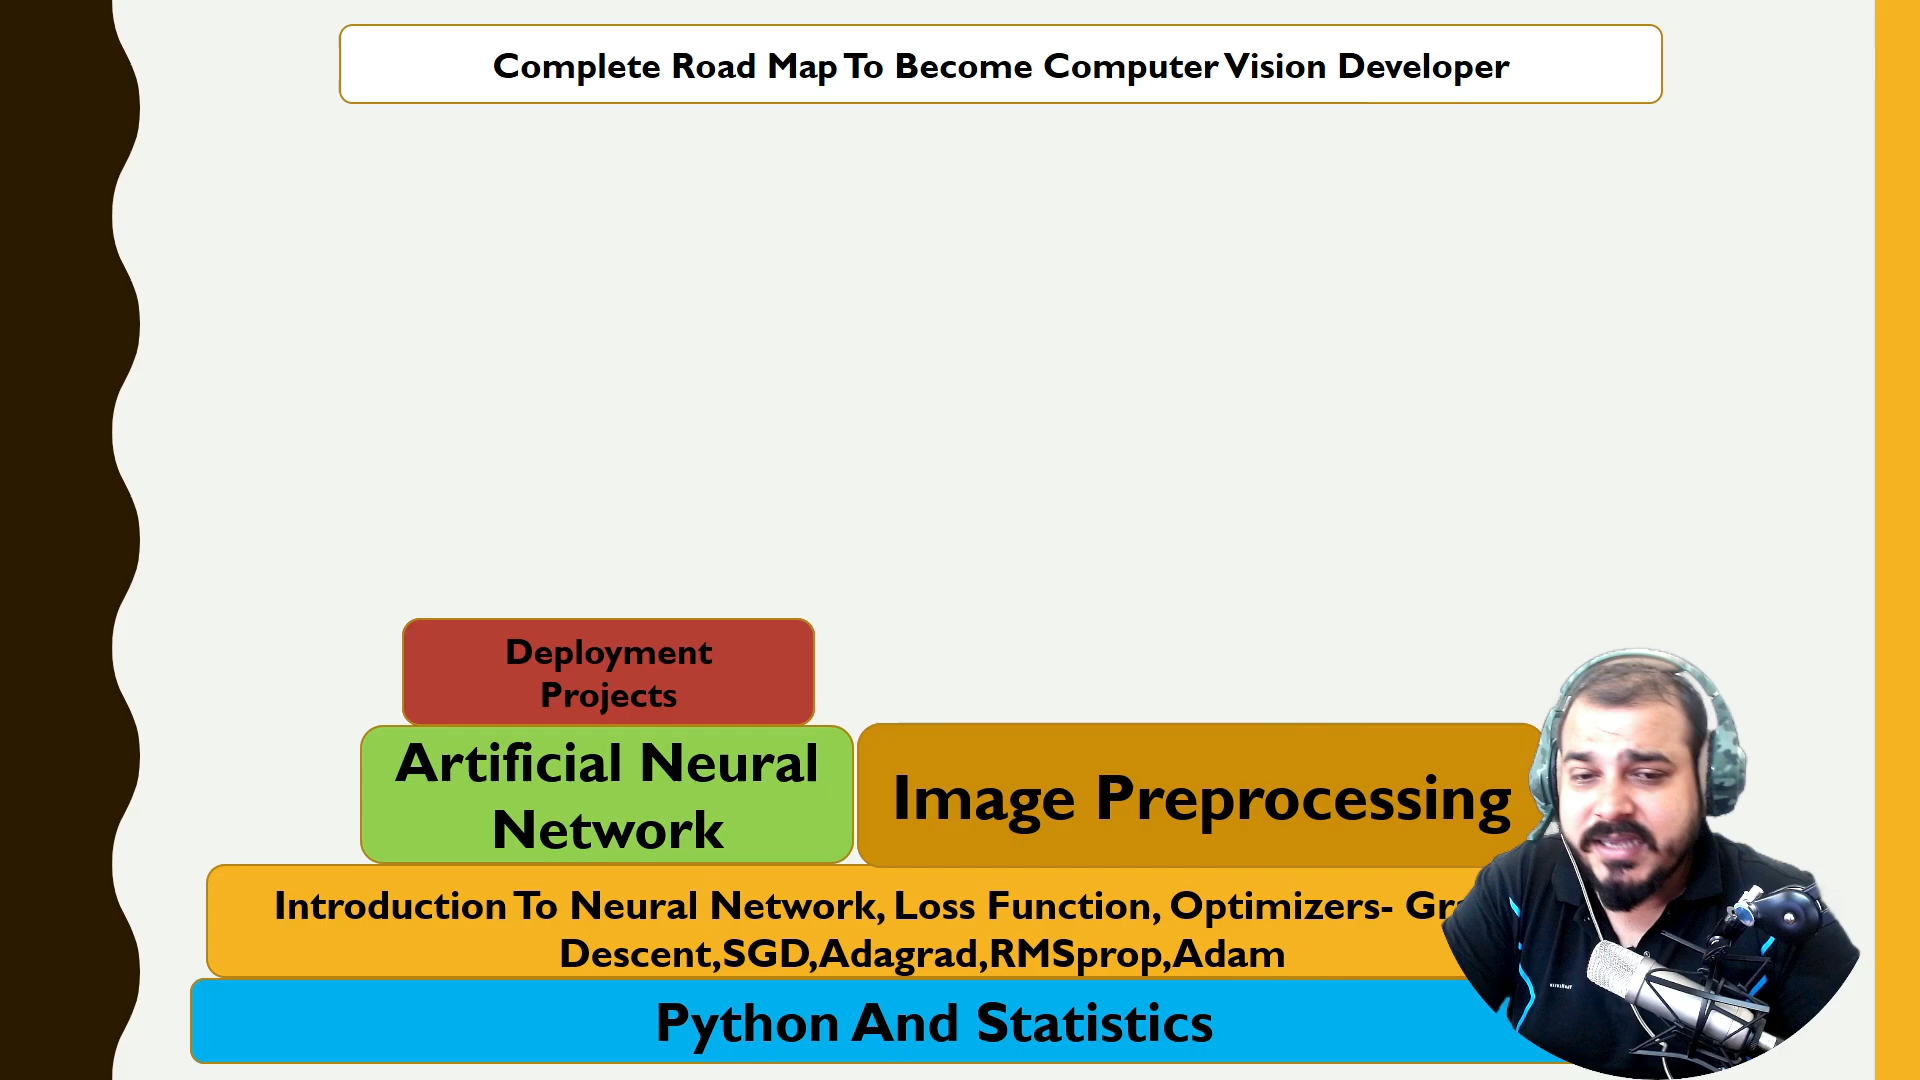 Complete Road Map To Become Computer Vision Developer
Deployment
Projects
Artificial Neural
Network
Image Preprocessing
Introduction To Neural Network, Loss Function, Optimizers-
Descent,SGD,Adagrad,RMSprop,Adam
Python And Statistics